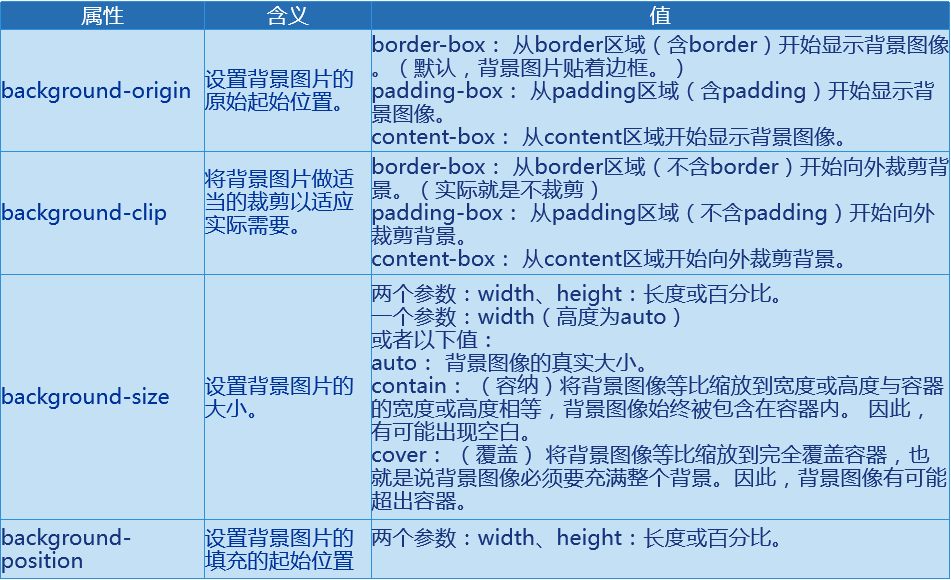 属性 含义 值
background-origin
设置背景图片的
原始起始位置。
border-box： 从border区域（含border）开始显示背景图像
。（默认，背景图片贴着边框。）
padding-box： 从padding区域（含padding）开始显示背
景图像。
content-box： 从content区域开始显示背景图像。
background-clip
将背景图片做适
当的裁剪以适应
实际需要。
border-box： 从border区域（不含border）开始向外裁剪背
景。（实际就是不裁剪）
padding-box： 从padding区域（不含padding）开始向外
裁剪背景。
content-box： 从content区域开始向外裁剪背景。
background-size
设置背景图片的
大小。
两个参数：width、height：长度或百分比。
一个参数：width（高度为auto）
或者以下值：
auto： 背景图像的真实大小。
contain： （容纳）将背景图像等比缩放到宽度或高度与容器
的宽度或高度相等，背景图像始终被包含在容器内。 因此，
有可能出现空白。
cover： （覆盖） 将背景图像等比缩放到完全覆盖容器，也
就是说背景图像必须要充满整个背景。因此，背景图像有可能
超出容器。
background-
position
设置背景图片的
填充的起始位置
两个参数：width、height：长度或百分比。